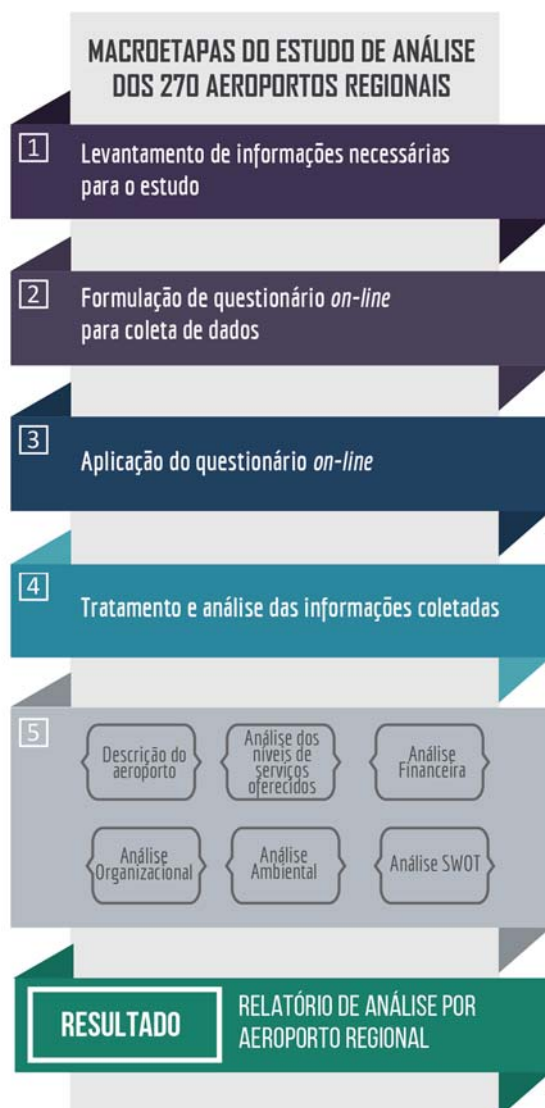 MACROETAPAS DO ESTUDO DE ANÁLISE
DOS 270 AEROPORTOS REGIONAIS
1
Levantamento de informações necessárias
para o estudo
2
Formulação de questionário on-line
para coleta de dados
3
Aplicação do questionário on-line
4
Tratamento e análise das informações coletadas
5
Descrição do
aeroporto
Análise dos
níveis de
serviços
oferecidos
Análise
Financeira
Análise
Organizacional
Análise
Ambiental
Análise SWOT
RESULTADO
RELATÓRIO DE ANÁLISE POR
AEROPORTO REGIONAL